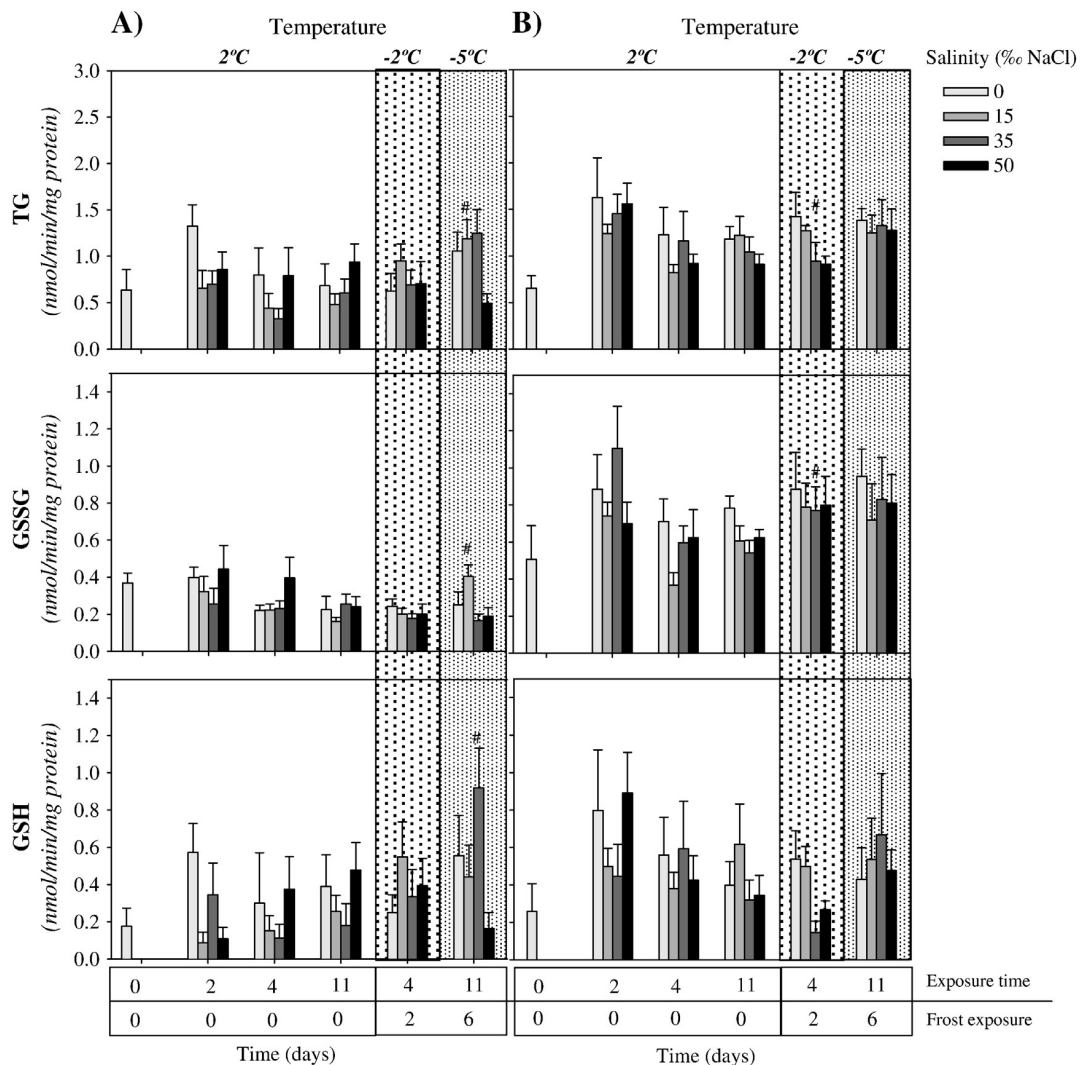 A) Temperature B) Temperature
2ºC -2ºC -5ºC 2ºC -2ºC -5ºC
Salinity (‰ NaCl)
0
15
35
50
TG
(nmol/min/mg protein)
3.0
2.5
2.0
1.5
1.0
0.5
0.0
# #
GSSG
(nmol/min/mg protein)
1.4
1.2
1.0
0.8
0.6
0.4
0.2
0.0
# #
GSH
(nmol/min/mg protein)
1.4
1.2
1.0
0.8
0.6
0.4
0.2
0.0
#
0 2 4 11 4 11 0 2 4 11 4 11 Exposure time
0 0 0 0 2 6 0 0 0 0 2 6 Frost exposure
Time (days) Time (days)